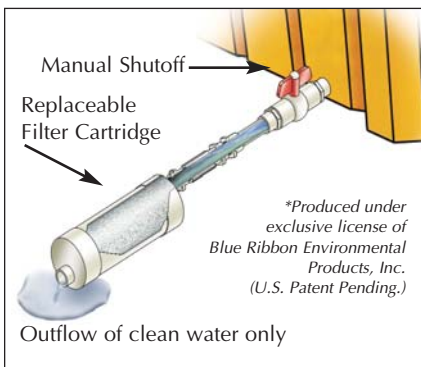 Manual Shutoff
Replaceable
Filter Cartridge
*Produced under
exclusive license of
Blue Ribbon Environmental
Products, Inc.
(U.S. Patent Pending.)
Outflow of clean water only